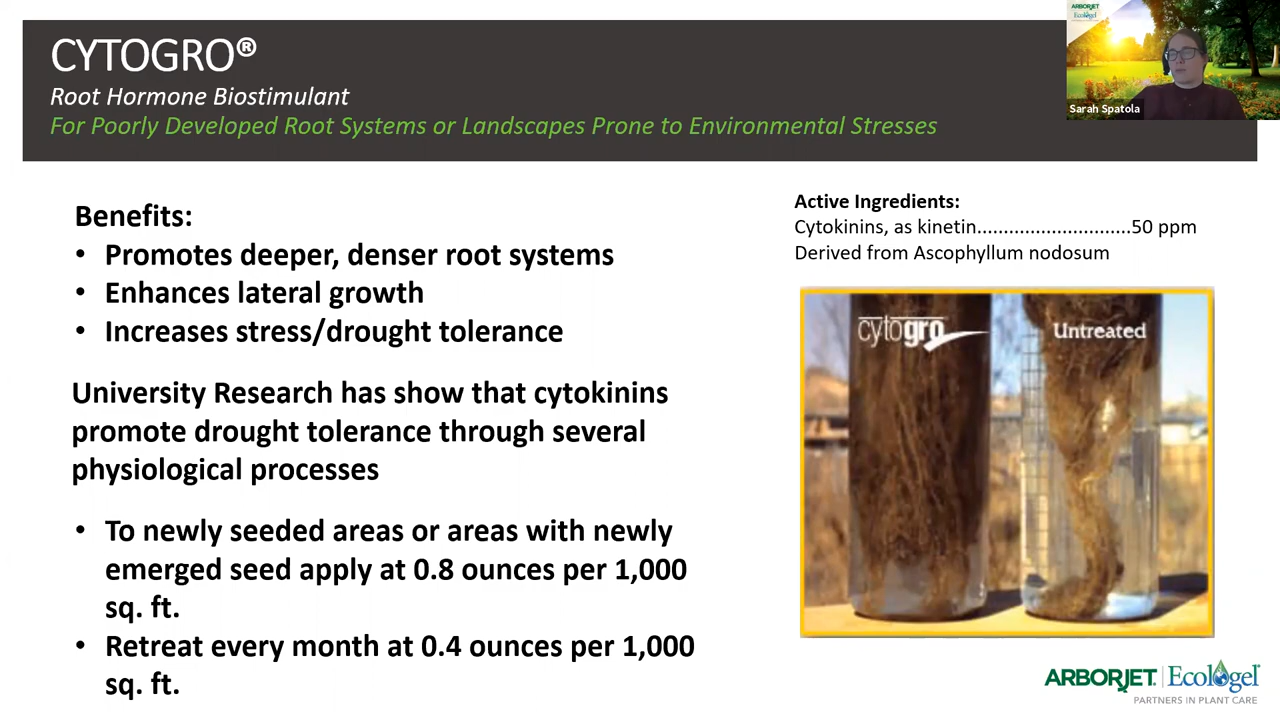 CYTOGRO®
Root Hormone Biostimulant
For Poorly Developed Root Systems or Landscapes Prone to Environmental Stresses
ARBORJET
Ecologel
Sarah Spatola
Benefits:
• Promotes deeper, denser root systems
• Enhances lateral growth
• Increases stress/drought tolerance
University Research has show that cytokinins
promote drought tolerance through several
physiological processes
• To newly seeded areas or areas with newly
emerged seed apply at 0.8 ounces per 1,000
sq. ft.
• Retreat every month at 0.4 ounces per 1,000
sq. ft.
Active Ingredients:
Cytokinins, as kinetin.............................50 ppm
Derived from Ascophyllum nodosum
cytogro
Untreated
ARBORJET® | Ecologel®
PARTNERS IN PLANT CARE